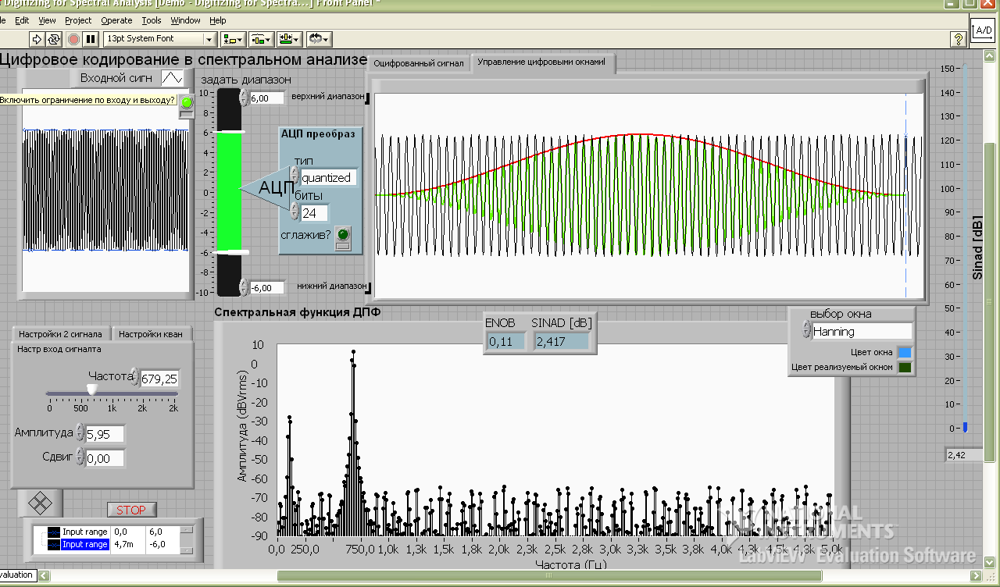 for Spectral Analysis [Demo - Digitizing for Spectra...] Front Panel *
Edit View Project Operate Tools Window Help
13pt System Font
A/D
Цифровое кодирование в спектральном анализе
Оцифрованный сигнал
Управление цифровыми окнамиl
Входной сигн
задать диапазон
Включить ограничение по входу и выходу?
10
8
6
4
2
0
-2
-4
-6
-8
-10
6,00
верхний диапазон
АЦП преобраз
тип
quantized
АЦП
биты
24
сглажив?
-6,00
нижний диапазон
150
140
130
120
110
100
90
80
70
60
50
40
30
20
10
0
Sinad [dB]
2,42
Спектральная функция ДПФ
ENOB
SINAD [dB]
0,11
2,417
выбор окна
Hanning
Цвет окна
Цвет реализуемый окном
Настройки 2 сигнала
Настройки кван
Настр вход сигналта
Частота
679,25
0 500 1k 2k 2k
Амплитуда
5,95
Сдвиг
0,00
STOP
Input range 0,0 6,0
Input range 4,7m -6,0
Амплитуда (dBVrms)
10
0
-10
-20
-30
-40
-50
-60
-70
-80
-90
0,0 250,0 750,0 1,0k 1,3k 1,5k 1,8k 2,0k 2,3k 2,5k 2,8k 3,0k 3,3k 3,5k 3,8k 4,0k 4,3k 4,5k 4,8k 5,0k
Частота (Гц)
NATIONAL
INSTRUMENTS
LabVIEW Evaluation Software
valuation